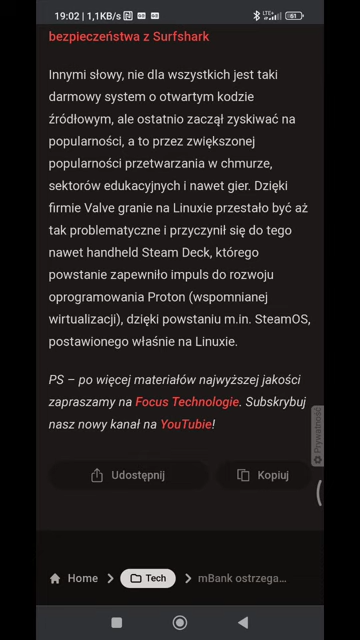 19:02 | 1,1KB/s
LTE+
61
bezpieczeństwa z Surfshark
Innymi słowy, nie dla wszystkich jest taki
darmowy system o otwartym kodzie
źródłowym, ale ostatnio zaczął zyskiwać na
popularności, a to przez zwiększonej
popularności przetwarzania w chmurze,
sektorów edukacyjnych i nawet gier. Dzięki
firmie Valve granie na Linuxie przestało być aż
tak problematyczne i przyczynił się do tego
nawet handheld Steam Deck, którego
powstanie zapewniło impuls do rozwoju
oprogramowania Proton (wspomnianej
wirtualizacji), dzięki powstaniu m.in. SteamOS,
postawionego właśnie na Linuxie.
PS – po więcej materiałów najwyższej jakości
zapraszamy na Focus Technologie. Subskrybuj
nasz nowy kanał na YouTubie!
Prywatność
Udostępnij
Kopiuj
Home
Tech
mBank ostrzega...